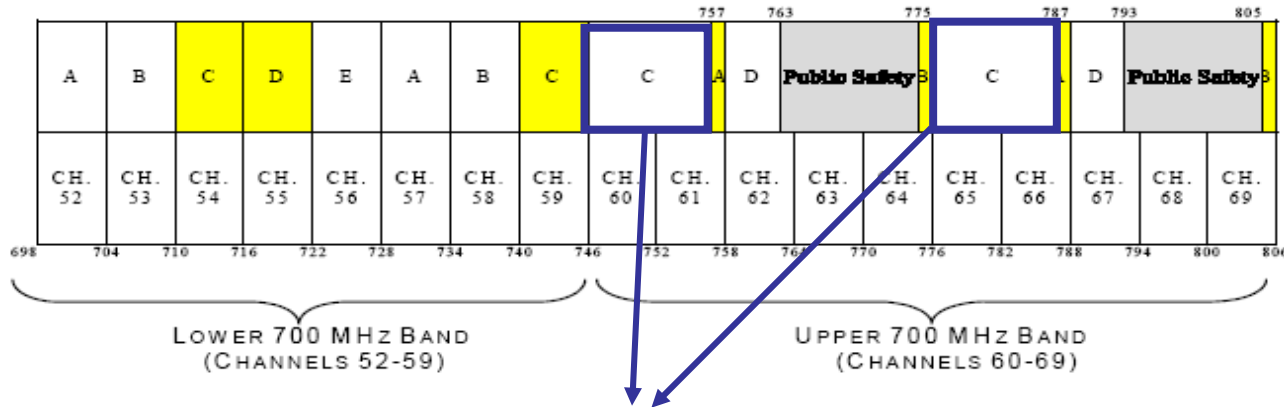 757 763 775 787 793 805
A B C D E A B C C A D Public Safety B C A D Public Safety B
CH. 52 CH. 53 CH. 54 CH. 55 CH. 56 CH. 57 CH. 58 CH. 59 CH. 60 CH. 61 CH. 62 CH. 63 CH. 64 CH. 65 CH. 66 CH. 67 CH. 68 CH. 69
698 704 710 716 722 728 734 740 746 752 758 764 770 776 782 788 794 800 806
LOWER 700 MHZ BAND
(CHANNELS 52-59)
UPPER 700 MHZ BAND
(CHANNELS 60-69)